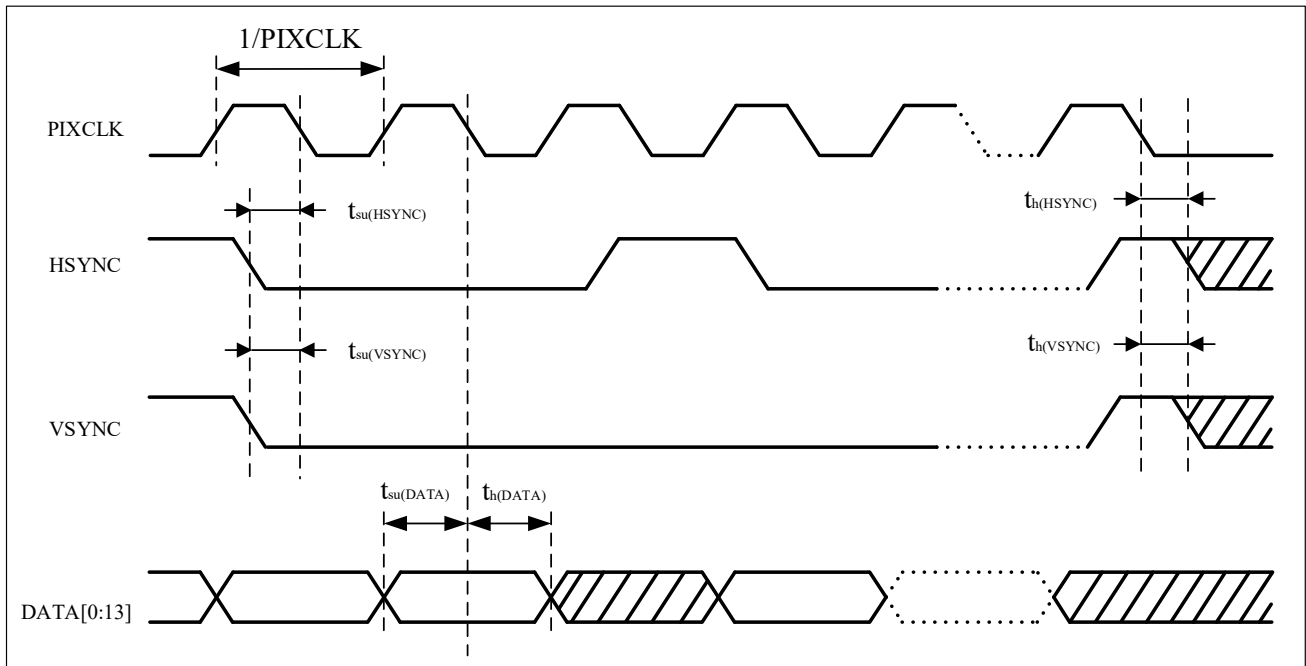 1/PIXCLK
PIXCLK
tsu(HSYNC)
th(HSYNC)
HSYNC
tsu(VSYNC)
th(VSYNC)
VSYNC
tsu(DATA)
th(DATA)
DATA[0:13]